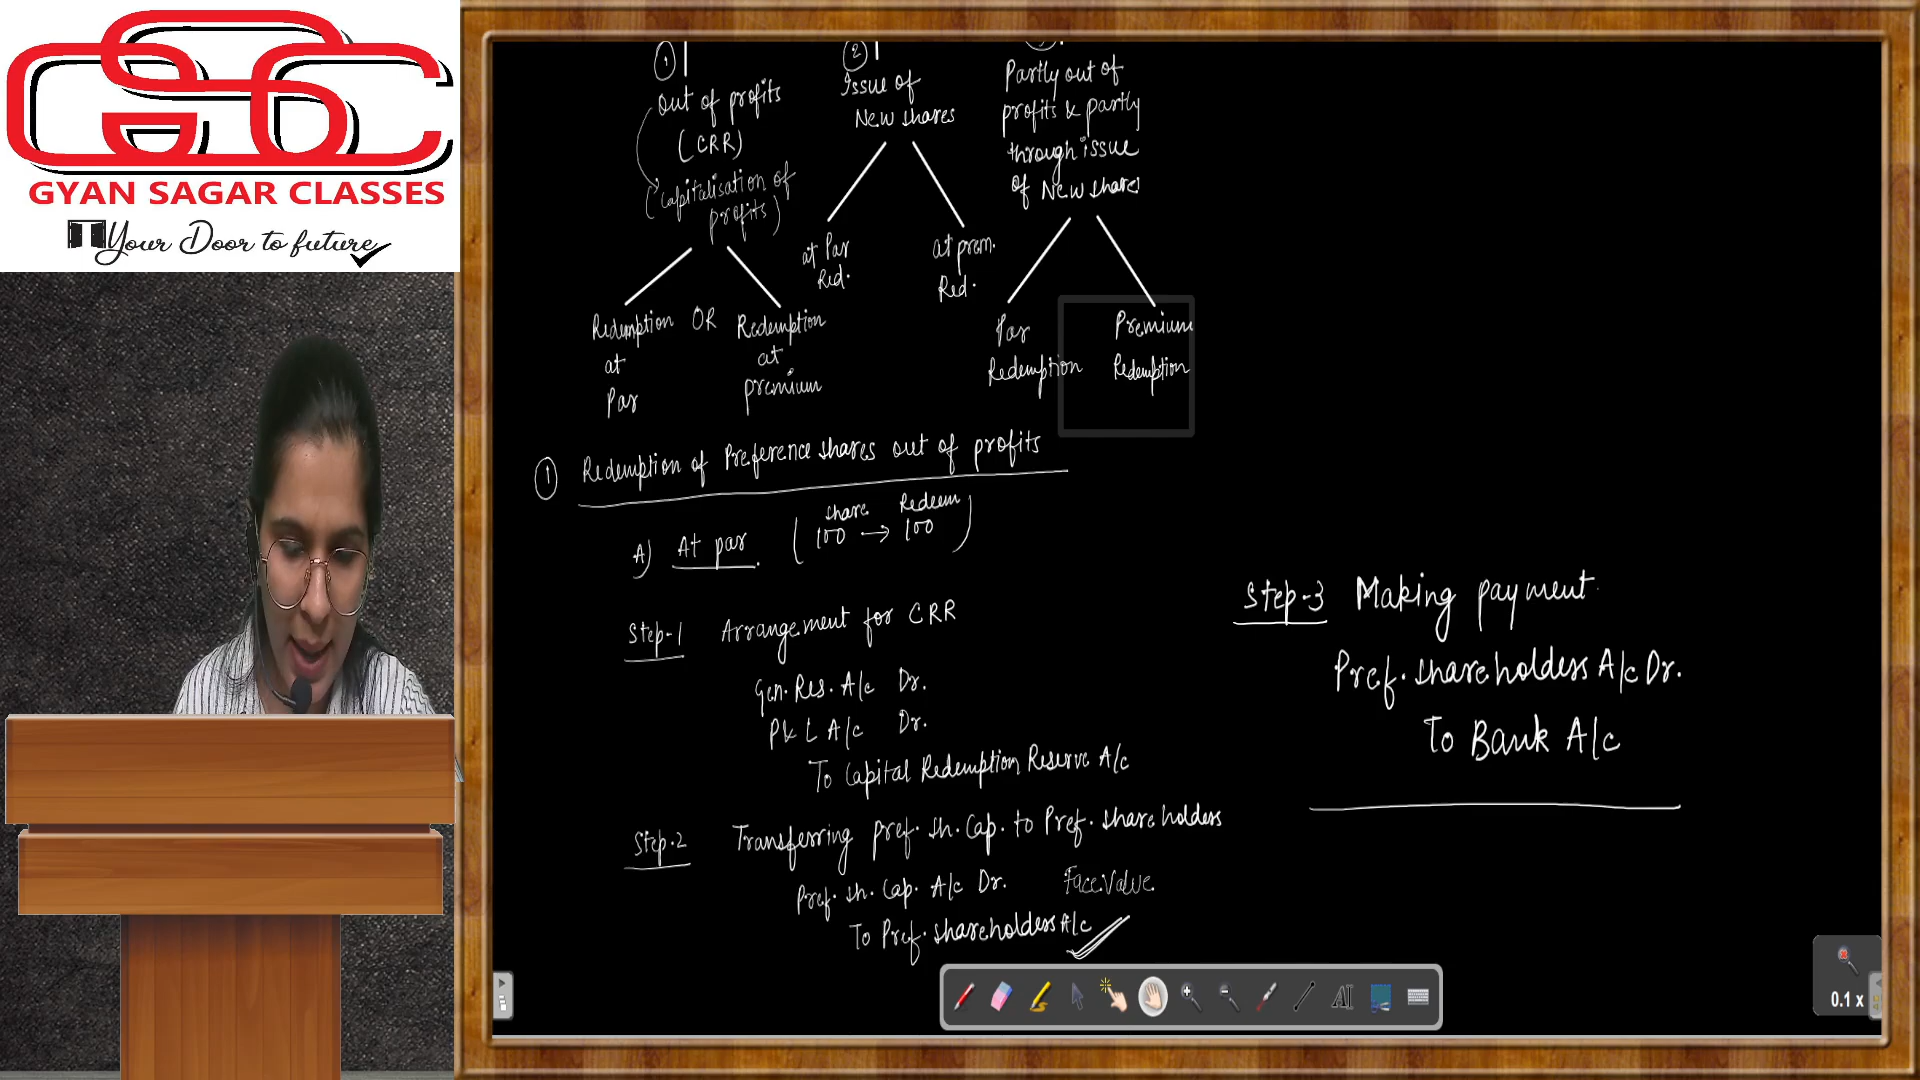 GSC
GYAN SAGAR CLASSES
Your Door to future
1
out of profits
(CRR)
(capitalisation of
profits)
Redemption
at
Par
OR
Redemption
at
premium
2
Issue of
New shares
at Par
Red.
at prem.
Red.
Partly out of
profits & partly
through issue
of New shares
Par
Redemption
Premium
Redemption
1 Redemption of Preference shares out of profits
A) At par. (share 100 → Redeem 100)
Step-1 Arrangement for CRR
Gen. Res. A/c Dr.
P& L A/c Dr.
To Capital Redemption Reserve A/c
Step-2 Transferring pref. sh. Cap. to Pref. shareholders
Pref. sh. Cap. A/c Dr. Face Value
To Pref. shareholders A/c
Step-3 Making payment
Pref. shareholders A/c Dr.
To Bank A/c
AI
0.1 x